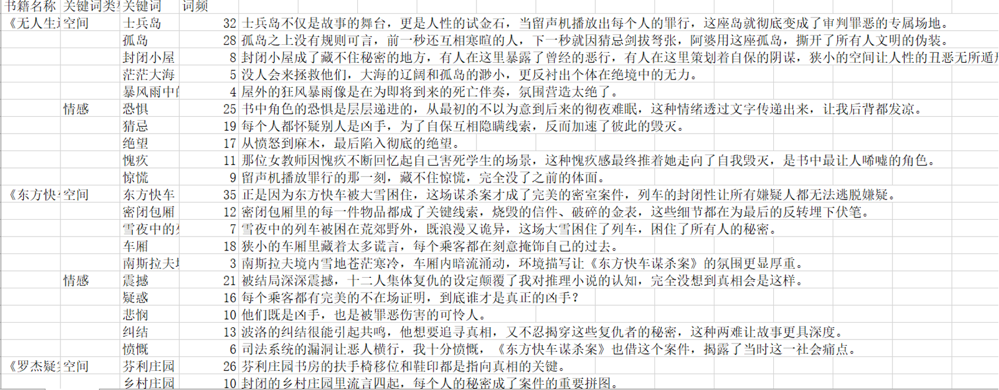 书籍名称 关键词类 关键词 词频
《无人生 空间 士兵岛 32 士兵岛不仅是故事的舞台，更是人性的试金石，当留声机播放出每个人的罪行，这座岛就彻底变成了审判罪恶的专属场地。
孤岛 28 孤岛之上没有规则可言，前一秒还互相寒暄的人，下一秒就因猜忌剑拔弩张，阿婆用这座孤岛，撕开了所有人文明的伪装。
封闭小屋 8 封闭小屋成了藏不住秘密的地方，有人在这里暴露了曾经的恶行，有人在这里策划着自保的阴谋，狭小的空间让人性的丑恶无所遁
茫茫大海 5 没人会来拯救他们，大海的辽阔和孤岛的渺小，更反衬出个体在绝境中的无力。
暴风雨中 4 屋外的狂风暴雨像是在为即将到来的死亡伴奏，氛围营造太绝了。
情感 恐惧 25 书中角色的恐惧是层层递进的，从最初的不以为意到后来的彻夜难眠，这种情绪透过文字传递出来，让我后背都发凉。
猜忌 19 每个人都怀疑别人是凶手，为了自保互相隐瞒线索，反而加速了彼此的毁灭。
绝望 17 从愤怒到麻木，最后陷入彻底的绝望。
愧疚 11 那位女教师因愧疚不断回忆起自己害死学生的场景，这种愧疚感最终推着她走向了自我毁灭，是书中最让人唏嘘的角色。
惊慌 9 留声机播放罪行的那一刻，藏不住惊慌，完全没了之前的体面。
《东方快 空间 东方快车 35 正是因为东方快车被大雪困住，这场谋杀案才成了完美的密室案件，列车的封闭性让所有嫌疑人都无法逃脱嫌疑。
密闭包厢 12 密闭包厢里的每一件物品都成了关键线索，烧毁的信件、破碎的金表，这些细节都在为最后的反转埋下伏笔。
雪夜中的 7 雪夜中的列车被困在荒郊野外，既浪漫又诡异，这场大雪困住了列车，困住了所有人的秘密。
车厢 18 狭小的车厢里藏着太多谎言，每个乘客都在刻意掩饰自己的过去。
南斯拉夫 3 南斯拉夫境内雪地苍茫寒冷，车厢内暗流涌动，环境描写让《东方快车谋杀案》的氛围更显厚重。
情感 震撼 21 被结局深深震撼，十二人集体复仇的设定颠覆了我对推理小说的认知，完全没想到真相会是这样。
疑惑 16 每个乘客都有完美的不在场证明，到底谁才是真正的凶手？
悲悯 10 他们既是凶手，也是被罪恶伤害的可怜人。
纠结 13 波洛的纠结很能引起共鸣，他想要追寻真相，又不忍揭穿这些复仇者的秘密，这种两难让故事更具深度。
愤慨 6 司法系统的漏洞让恶人横行，我十分愤慨，《东方快车谋杀案》也借这个案件，揭露了当时这一社会痛点。
《罗杰疑 空间 芬利庄园 26 芬利庄园书房的扶手椅移位和鞋印都是指向真相的关键。
乡村庄园 10 封闭的乡村庄园里流言四起，每个人的秘密成了案件的重要拼图。